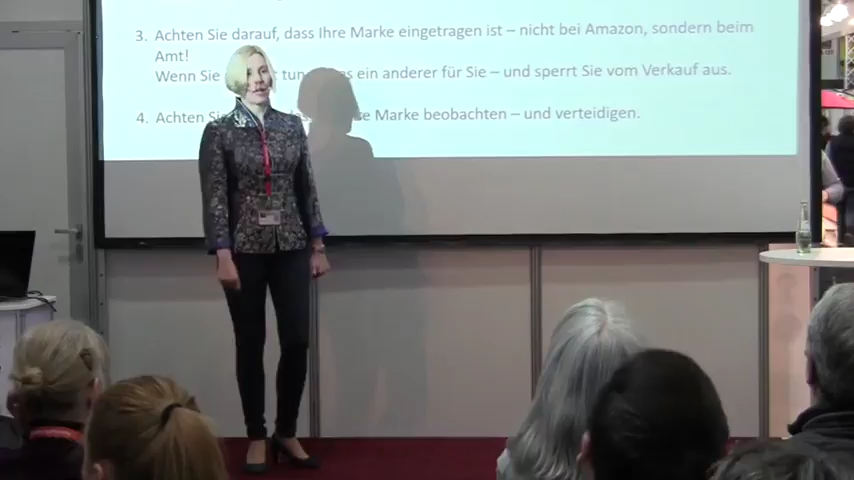 3. Achten Sie darauf, dass Ihre Marke eingetragen ist – nicht bei Amazon, sondern beim
Amt!
Wenn Sie tun es ein anderer für Sie – und sperrt Sie vom Verkauf aus.
4. Achten Marke beobachten – und verteidigen.